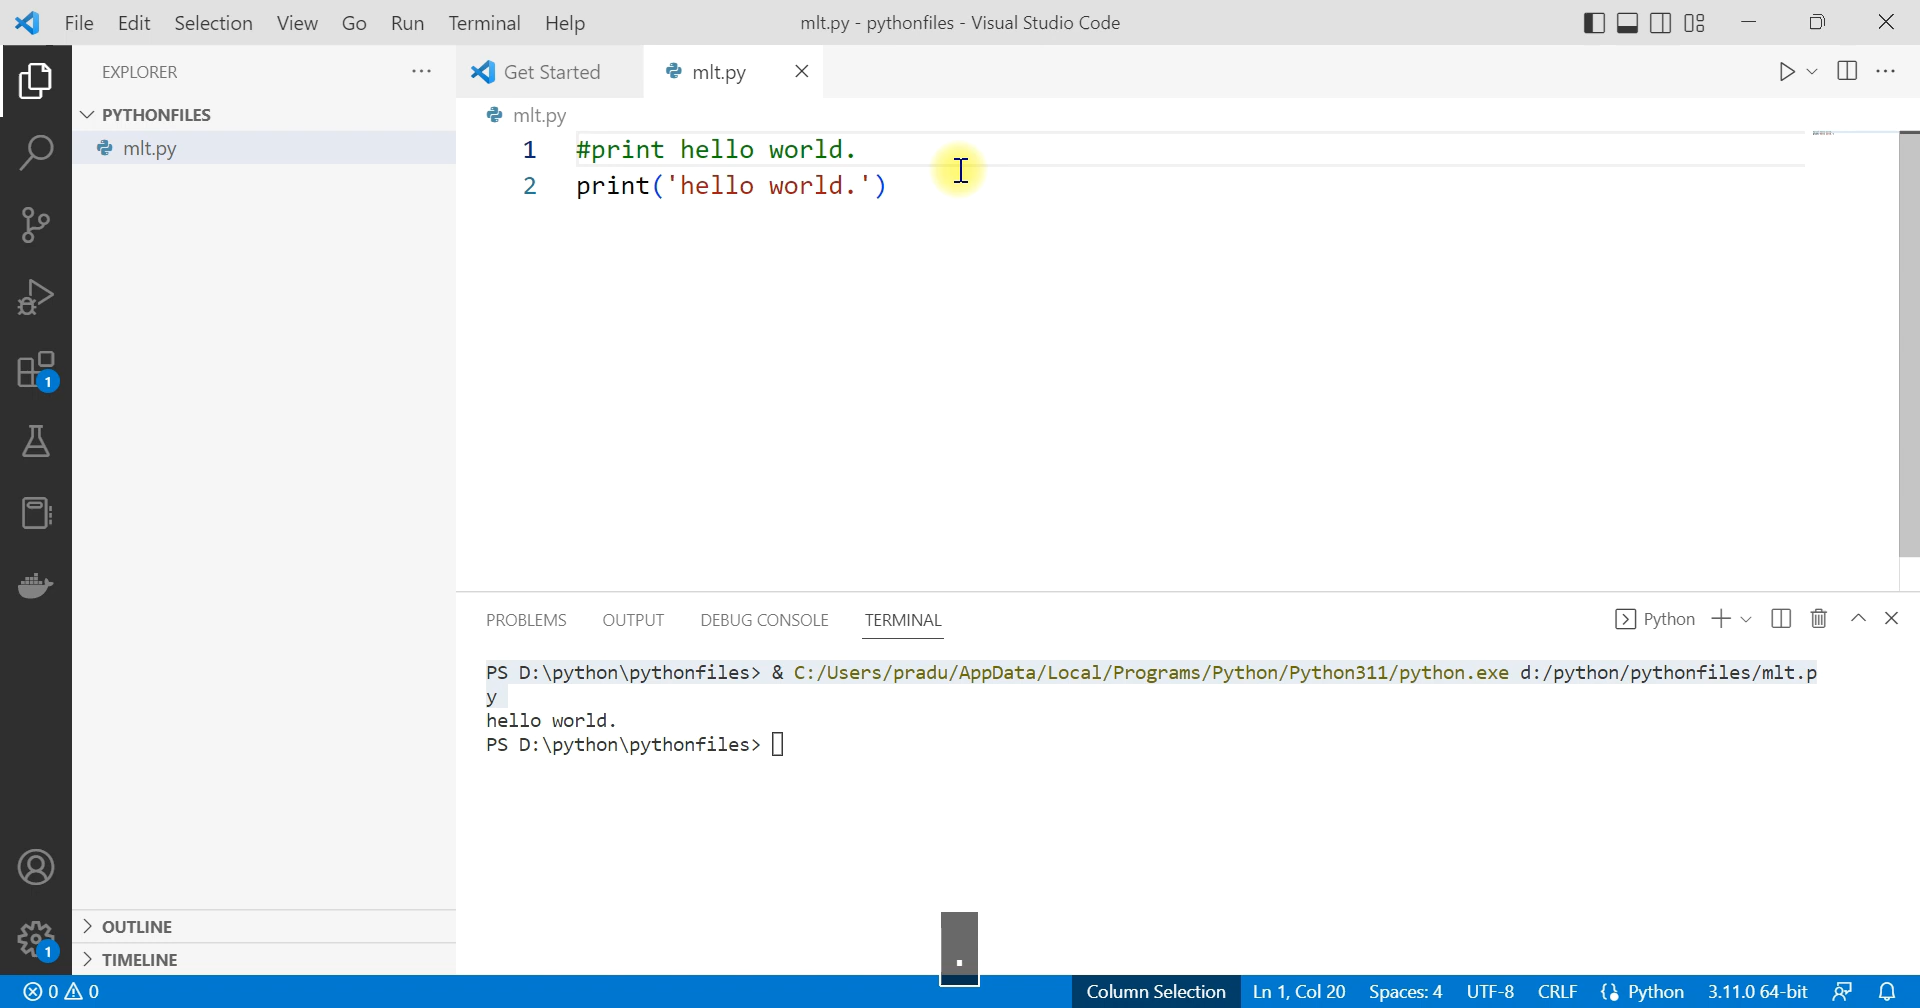 File Edit Selection View Go Run Terminal Help mlt.py - pythonfiles - Visual Studio Code
EXPLORER
PYTHONFILES
mlt.py
Get Started
mlt.py
mlt.py
1 #print hello world.
2 print('hello world.')
1
PROBLEMS OUTPUT DEBUG CONSOLE TERMINAL Python
PS D:\python\pythonfiles> & C:/Users/pradu/AppData/Local/Programs/Python/Python311/python.exe d:/python/pythonfiles/mlt.p
y
hello world.
PS D:\python\pythonfiles>
OUTLINE
1
TIMELINE
.
0 0 Column Selection Ln 1, Col 20 Spaces: 4 UTF-8 CRLF Python 3.11.0 64-bit